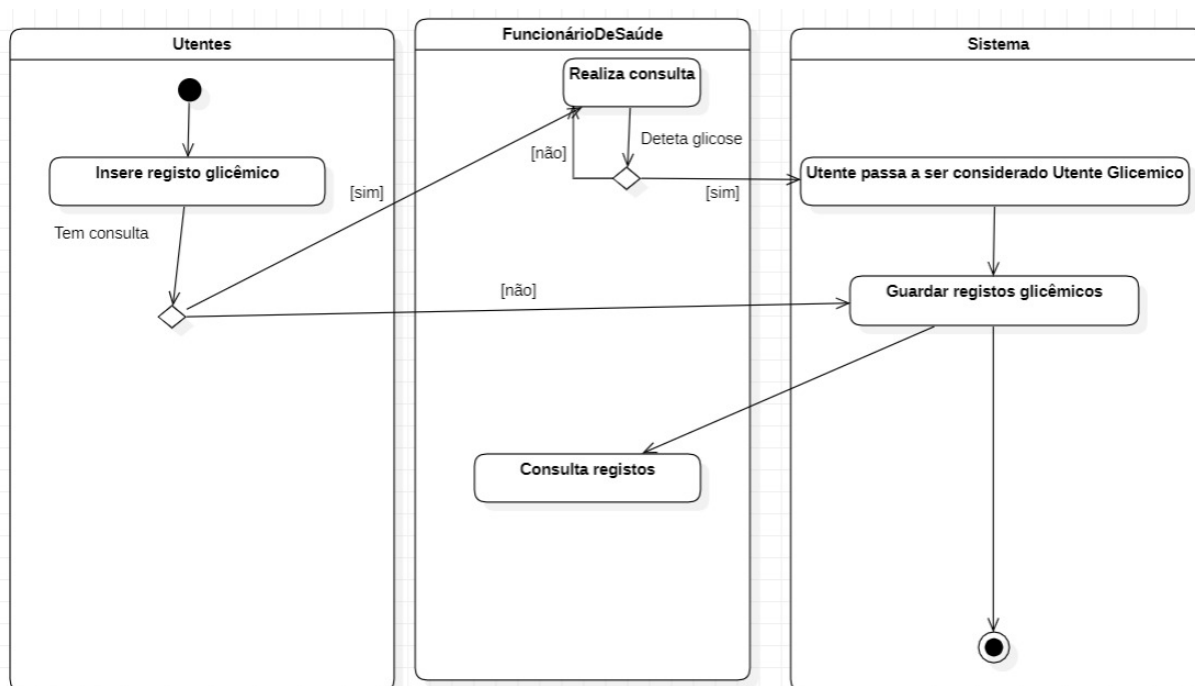 Utentes
FuncionárioDeSaúde
Sistema
Realiza consulta
Deteta glicose
[não]
[sim]
Insere registo glicêmico
[sim]
Utente passa a ser considerado Utente Glicemico
Tem consulta
[não]
Guardar registos glicêmicos
Consulta registos